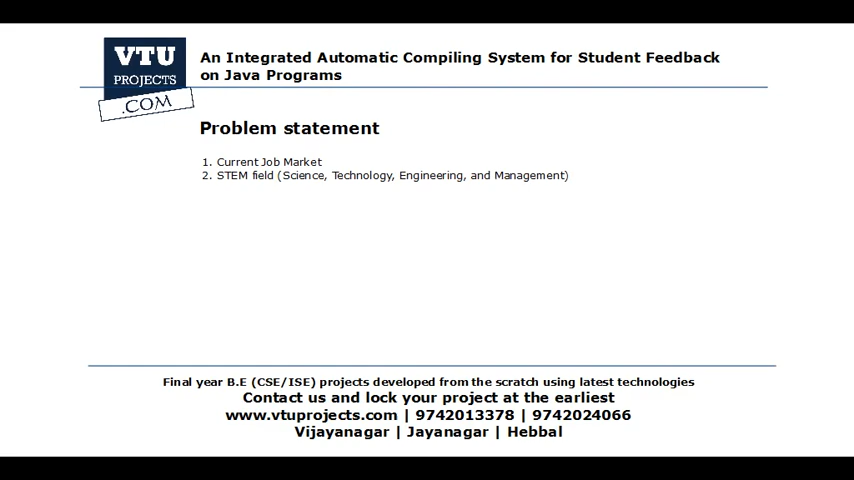 VTU
PROJECTS
.COM
An Integrated Automatic Compiling System for Student Feedback
on Java Programs
Problem statement
1. Current Job Market
2. STEM field (Science, Technology, Engineering, and Management)
Final year B.E (CSE/ISE) projects developed from the scratch using latest technologies
Contact us and lock your project at the earliest
www.vtuprojects.com | 9742013378 | 9742024066
Vijayanagar | Jayanagar | Hebbal